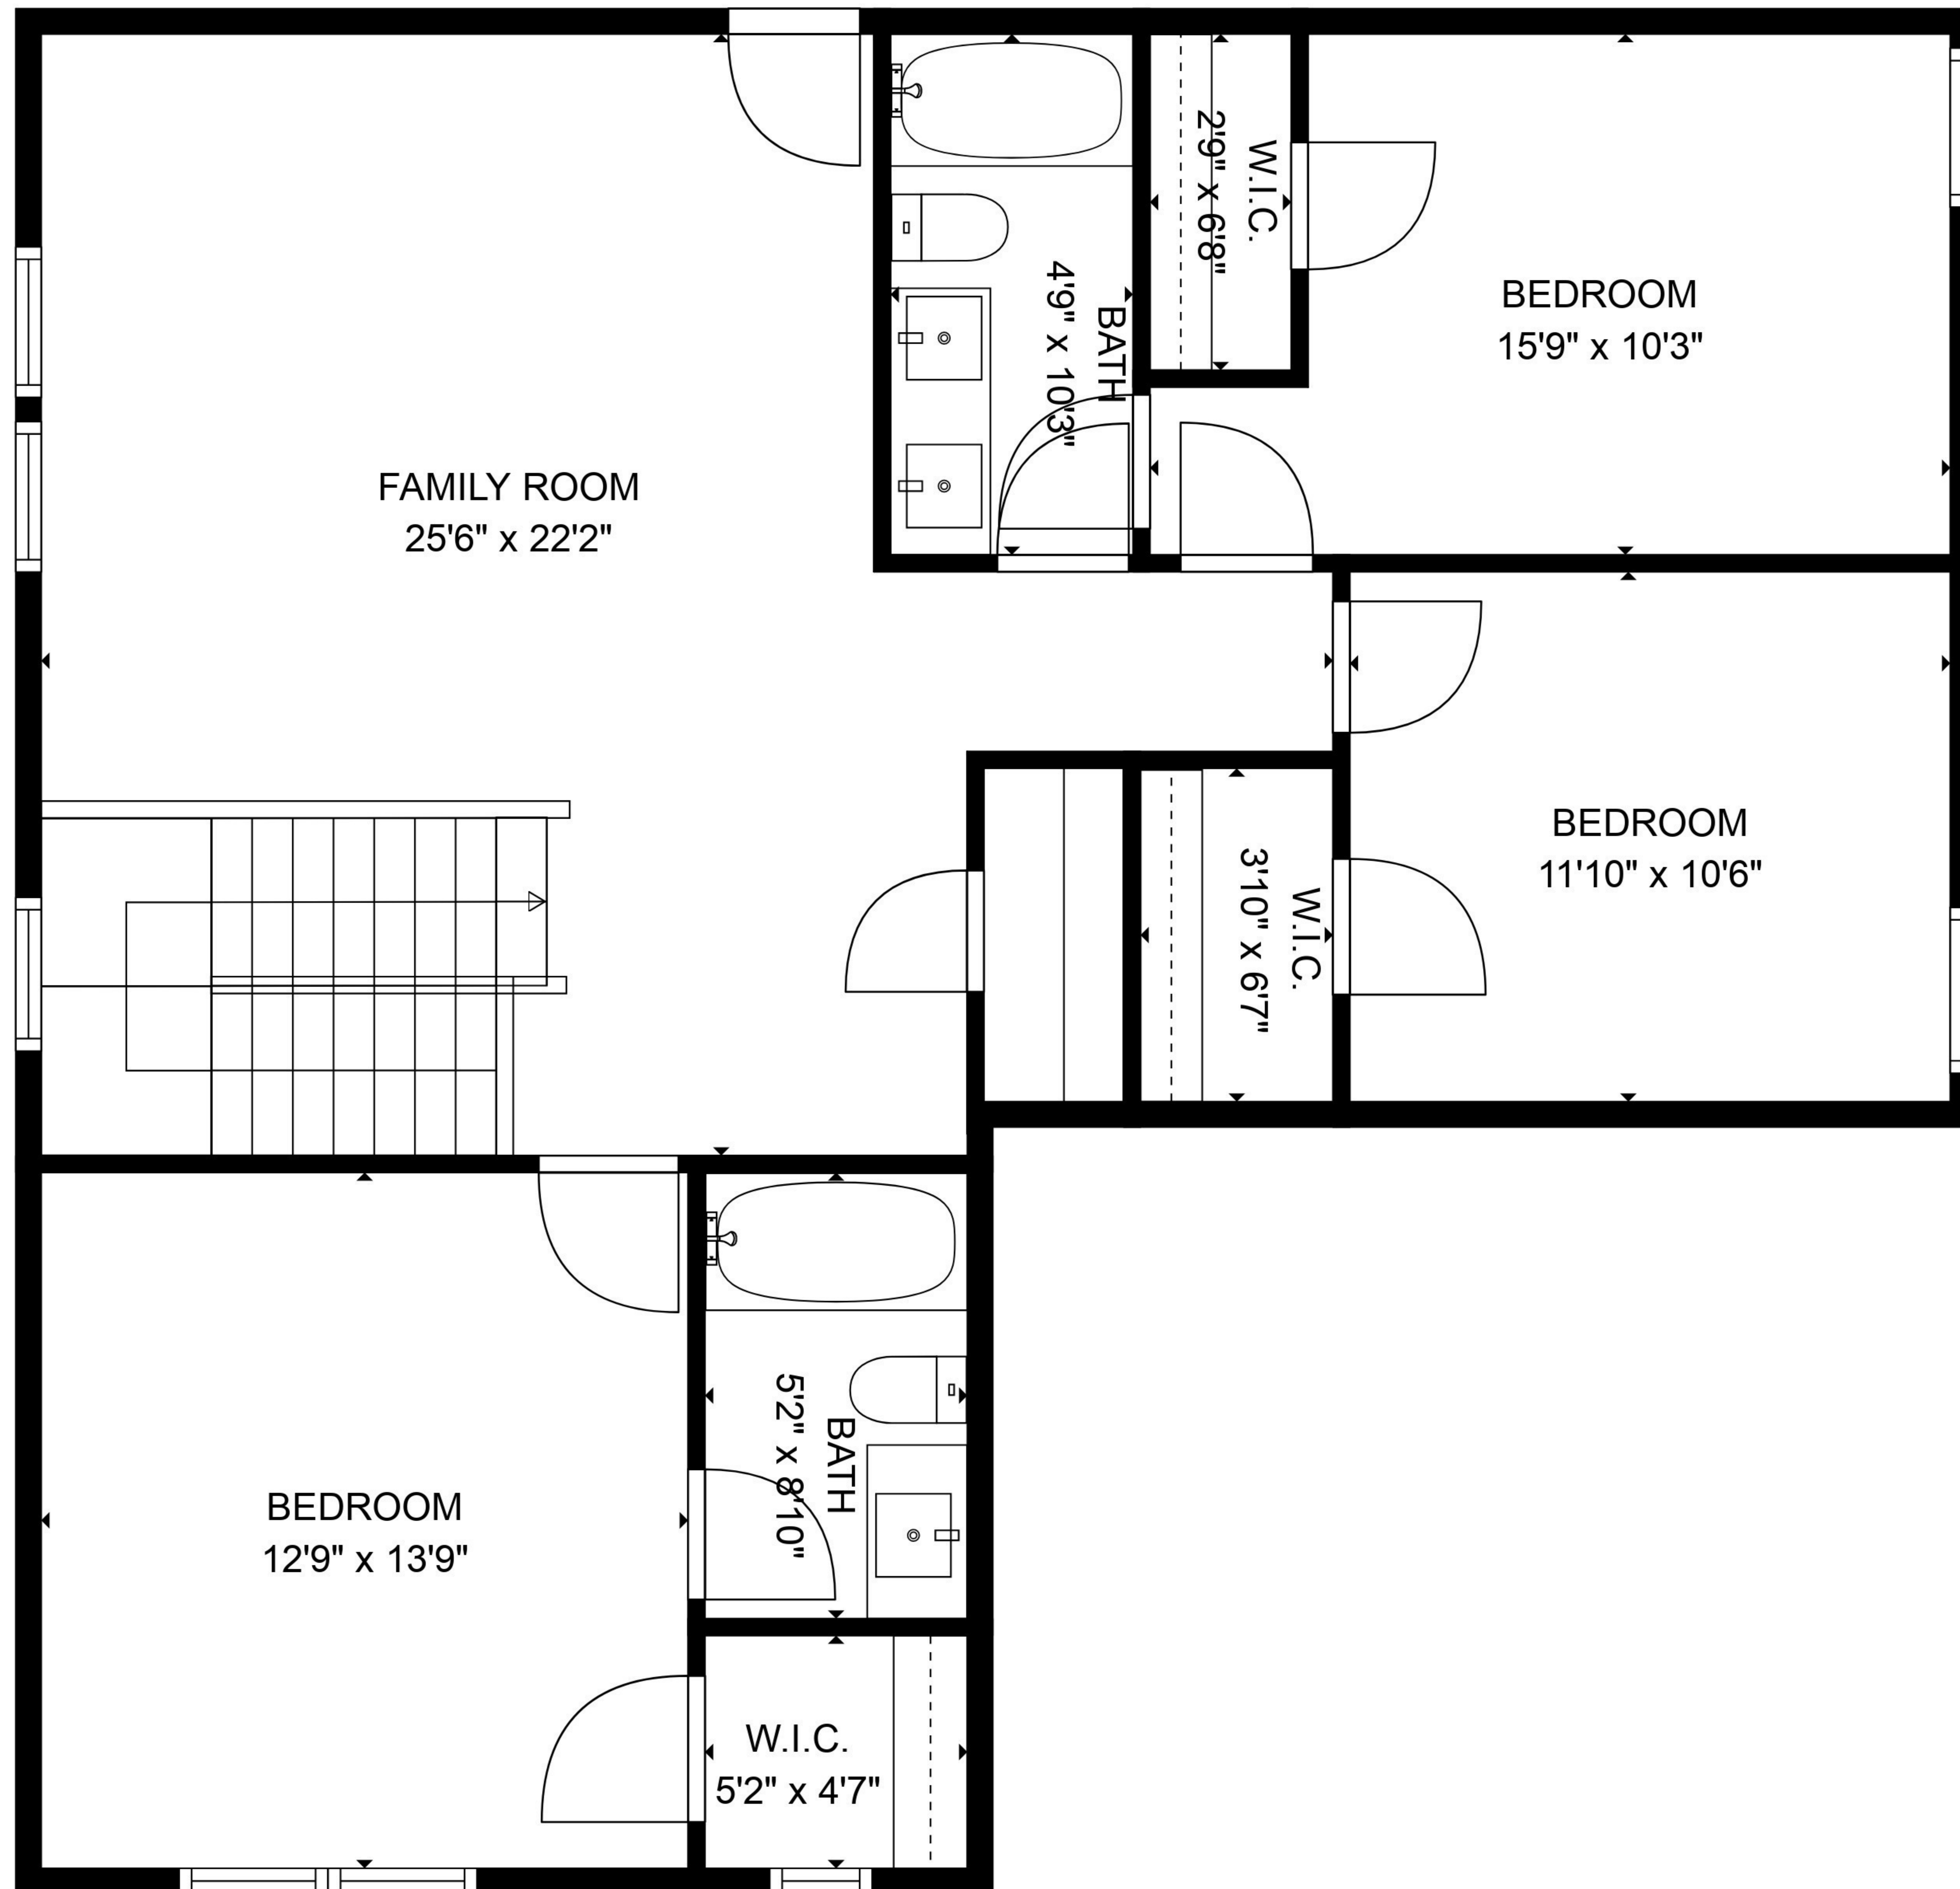 W.I.C.
2'9" x 6'8"
BEDROOM
15'9" x 10'3"
BATH
4'9" x 10'3"
FAMILY ROOM
25'6" x 22'2"
BEDROOM
11'10" x 10'6"
W.I.C.
3'10" x 6'7"
BATH
5'2" x 8'10"
BEDROOM
12'9" x 13'9"
W.I.C.
5'2" x 4'7"